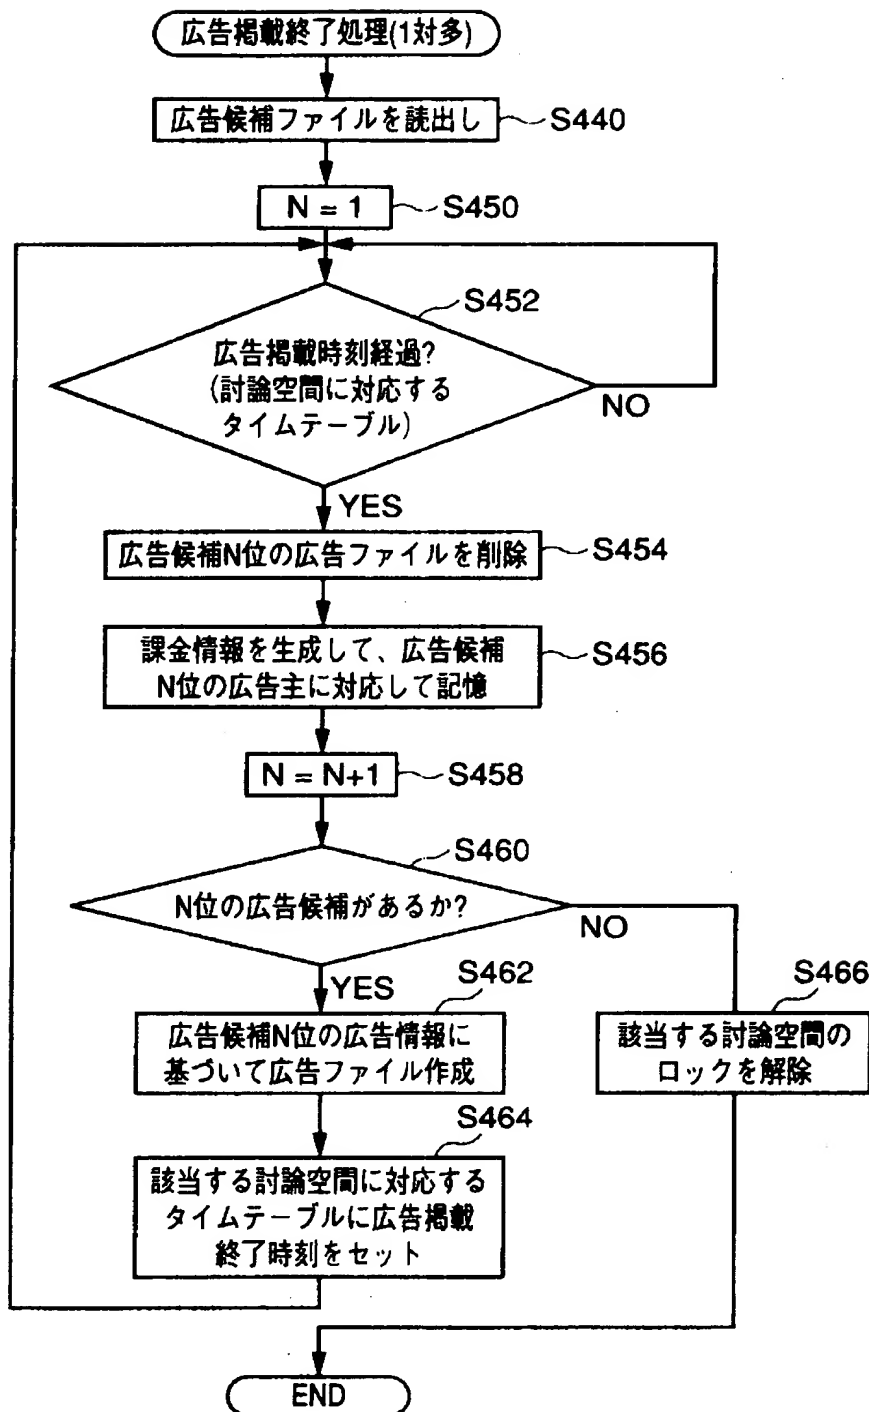 広告掲載終了処理(1対多)
広告候補ファイルを読出し
S440
N = 1
S450
S452
広告掲載時刻経過?
(討論空間に対応する
タイムテーブル)
NO
YES
広告候補N位の広告ファイルを削除
S454
課金情報を生成して、広告候補
N位の広告主に対応して記憶
S456
N = N+1
S458
S460
N位の広告候補があるか?
NO
YES
S462
広告候補N位の広告情報に
基づいて広告ファイル作成
S466
該当する討論空間の
ロックを解除
S464
該当する討論空間に対応する
タイムテーブルに広告掲載
終了時刻をセット
END